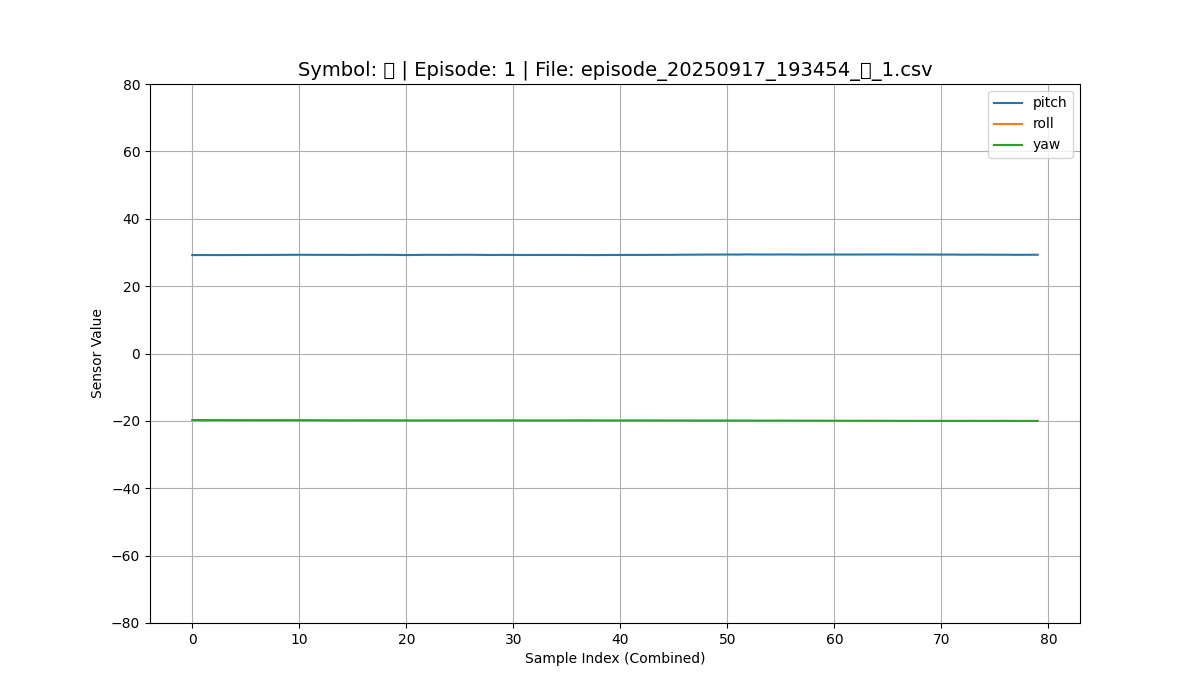 Symbol: | Episode: 1 | File: episode_20250917_193454_ _1.csv
80
60
40
20
0
−20
−40
−60
−80
Sensor Value
pitch
roll
yaw
0 10 20 30 40 50 60 70 80
Sample Index (Combined)